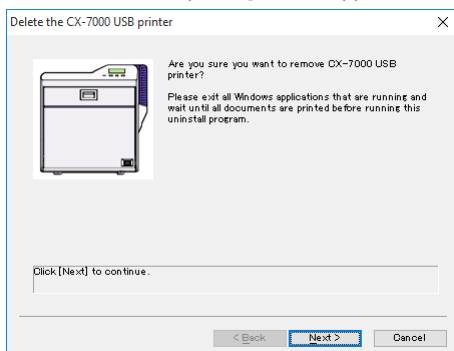 Delete the CX-7000 USB printer
Are you sure you want to remove CX-7000 USB
printer?
Please exit all Windows applications that are running and
wait until all documents are printed before running this
uninstall program.
Click [Next] to continue.
< Back
Next >
Cancel